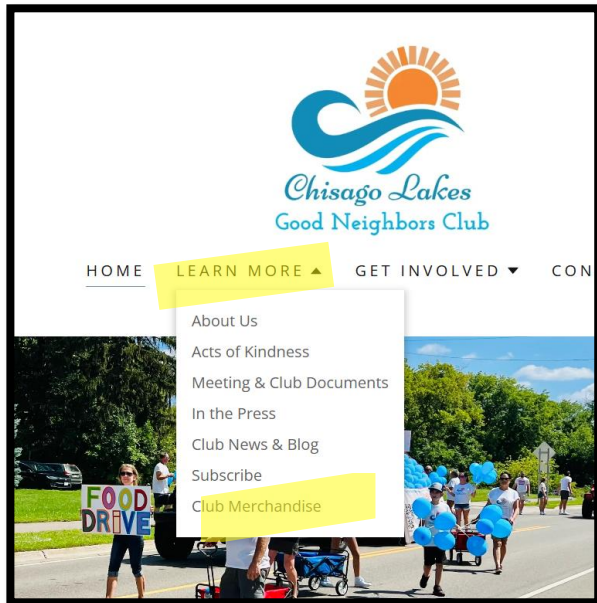 Chisago Lakes
Good Neighbors Club
HOME LEARN MORE GET INVOLVED CON
About Us
Acts of Kindness
Meeting & Club Documents
In the Press
Club News & Blog
Subscribe
Club Merchandise
FOOD
DRIVE